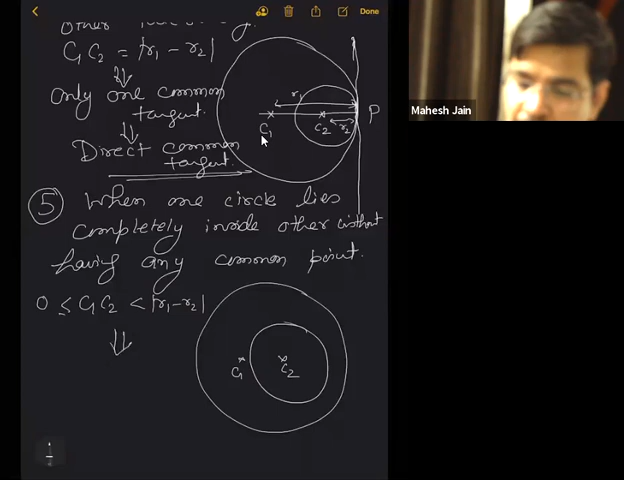 Other
C₁C₂ = |r₁ - r₂|
Only one common
tangent.
Direct common
tangent.
r₁
C₁
C₂
r₂
P
5 When one circle lies
completely inside other without
having any common point.
0 ≤ C₁C₂ < |r₁-r₂|
C₁
C₂
Done
Mahesh Jain